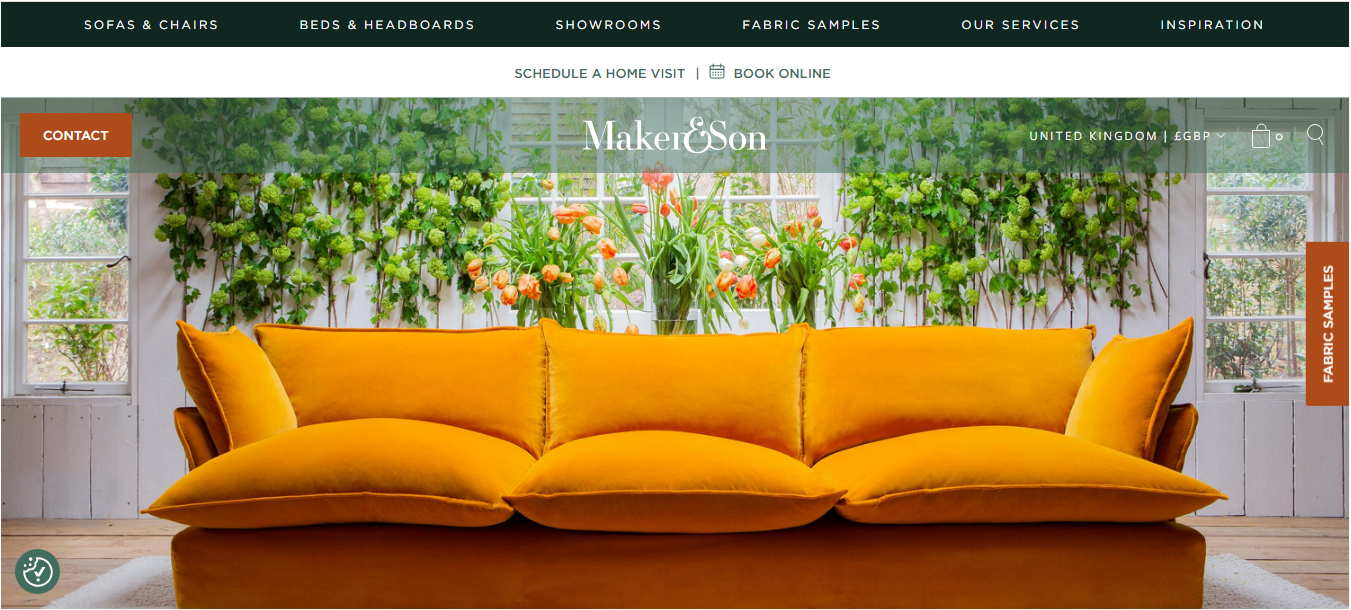 SOFAS & CHAIRS BEDS & HEADBOARDS SHOWROOMS FABRIC SAMPLES OUR SERVICES INSPIRATION
SCHEDULE A HOME VISIT | BOOK ONLINE
CONTACT
Maker&Son
UNITED KINGDOM | £GBP
0
FABRIC SAMPLES